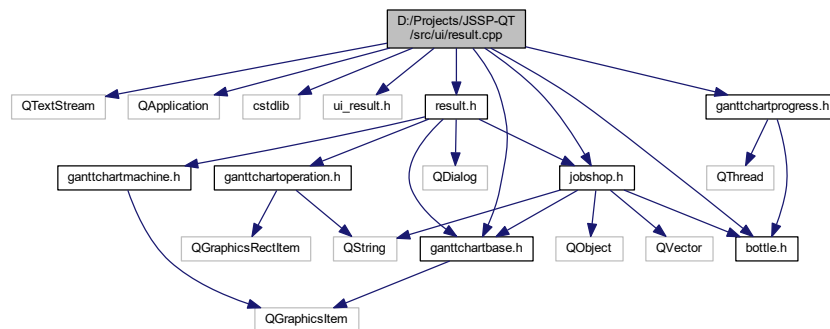 D:/Projects/JSSP-QT
/src/ui/result.cpp
QTextStream
QApplication
cstdlib
ui_result.h
result.h
ganttchartprogress.h
ganttchartmachine.h
ganttchartoperation.h
QDialog
jobshop.h
QThread
QGraphicsRectItem
QString
ganttchartbase.h
QObject
QVector
bottle.h
QGraphicsItem